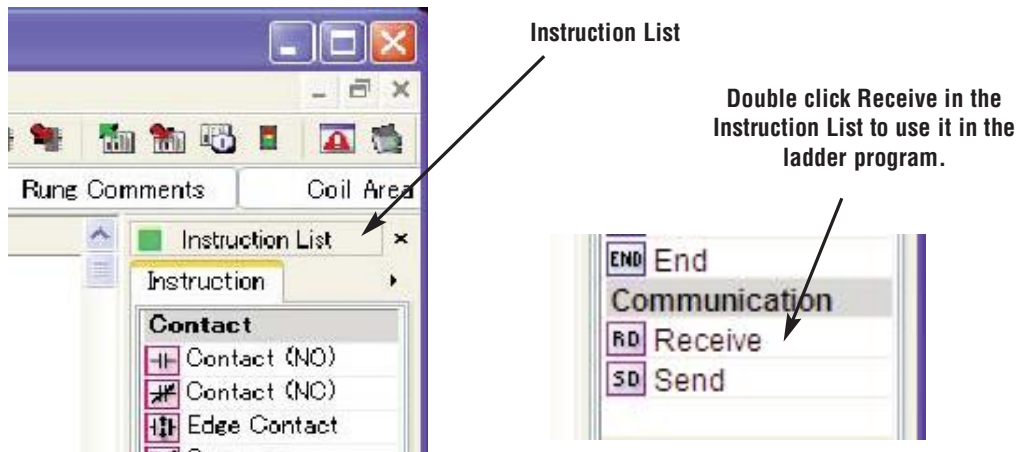 Instruction List
Double click Receive in the
Instruction List to use it in the
ladder program.
Rung Comments
Coil Area
Instruction List
Instruction
Contact
Contact (NO)
Contact (NC)
Edge Contact
END End
Communication
RD Receive
SD Send